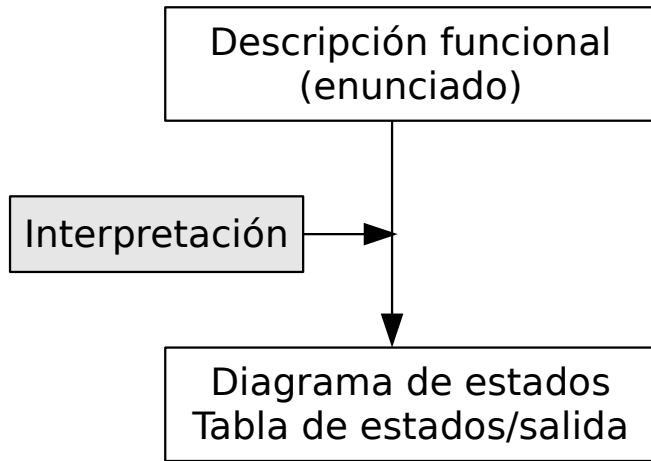 Descripción funcional
(enunciado)
Interpretación
Diagrama de estados
Tabla de estados/salida